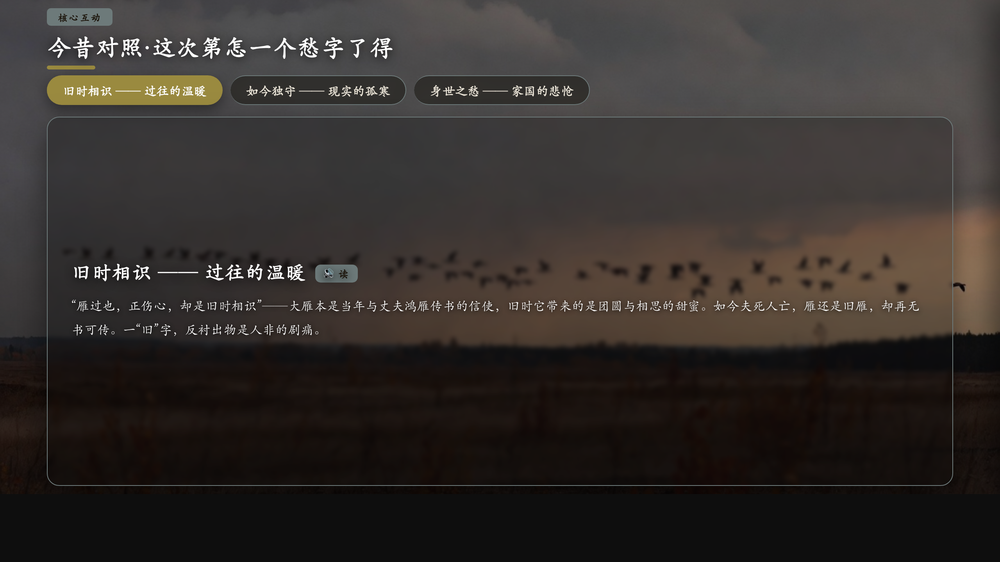 核心互动
今昔对照·这次第怎一个愁字了得
旧时相识 —— 过往的温暖
如今独守 —— 现实的孤寒
身世之愁 —— 家国的悲怆
旧时相识 —— 过往的温暖
读
“雁过也，正伤心，却是旧时相识”——大雁本是当年与丈夫鸿雁传书的信使，旧时它带来的是团圆与相思的甜蜜。如今夫死人亡，雁还是旧雁，却再无
书可传。一“旧”字，反衬出物是人非的剧痛。